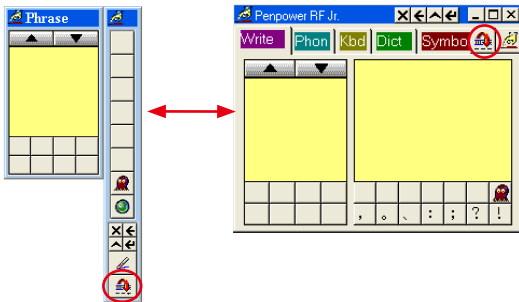 Phrase
Penpower RF Jr.
Write Phon Kbd Dict Symbo
, 。 、 : ; ? !